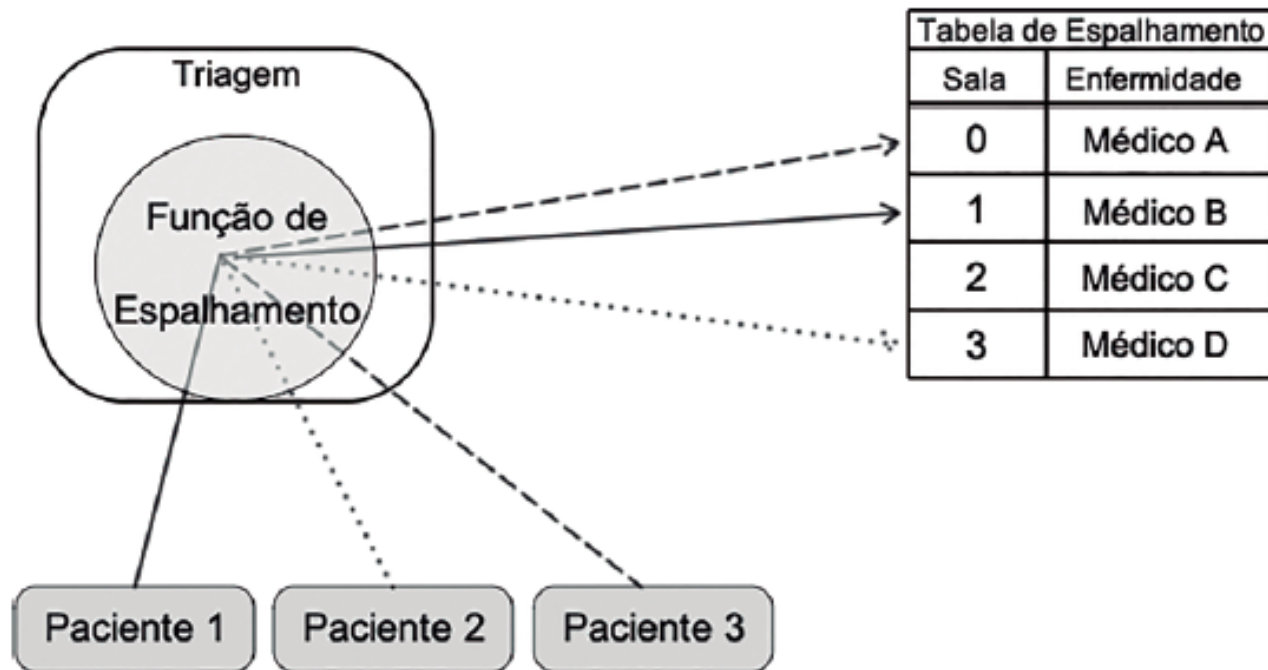 Triagem
Função de
Espalhamento
Paciente 1
Paciente 2
Paciente 3
Tabela de Espalhamento
Sala Enfermidade
0 Médico A
1 Médico B
2 Médico C
3 Médico D